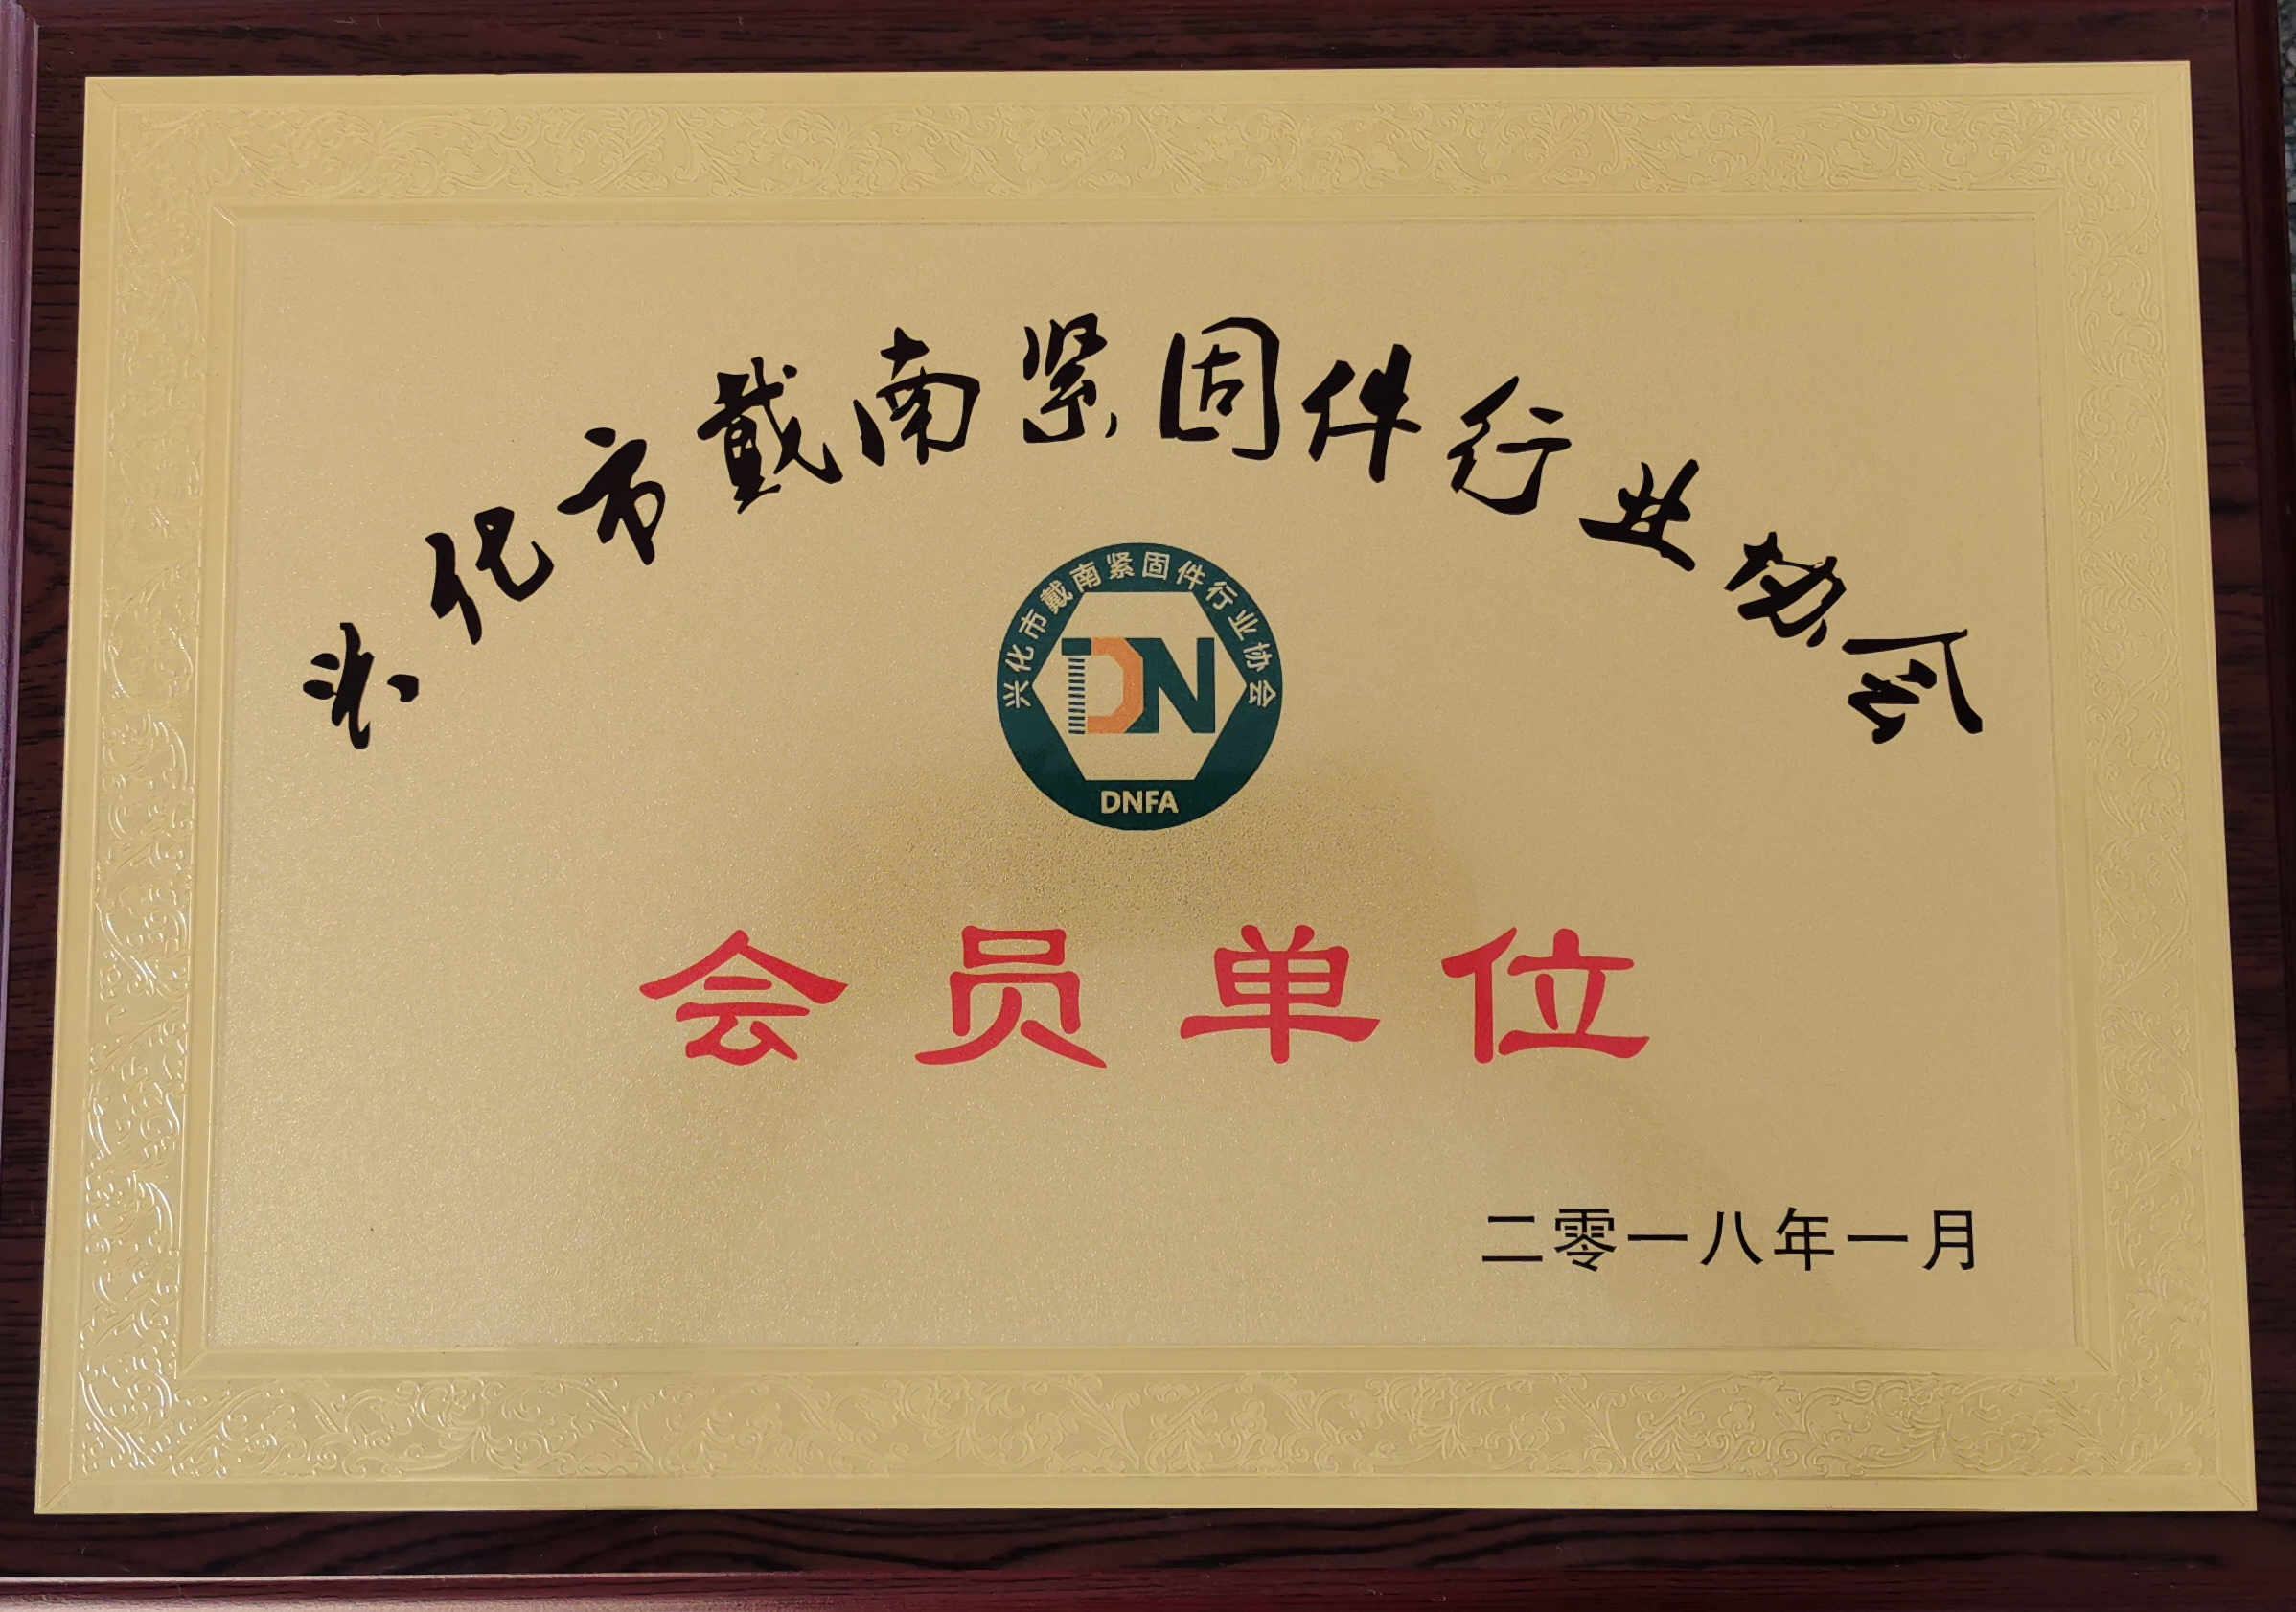 兴化市戴南紧固件行业协会
兴化市戴南紧固件行业协会
DN
DNFA
会员单位
二零一八年一月